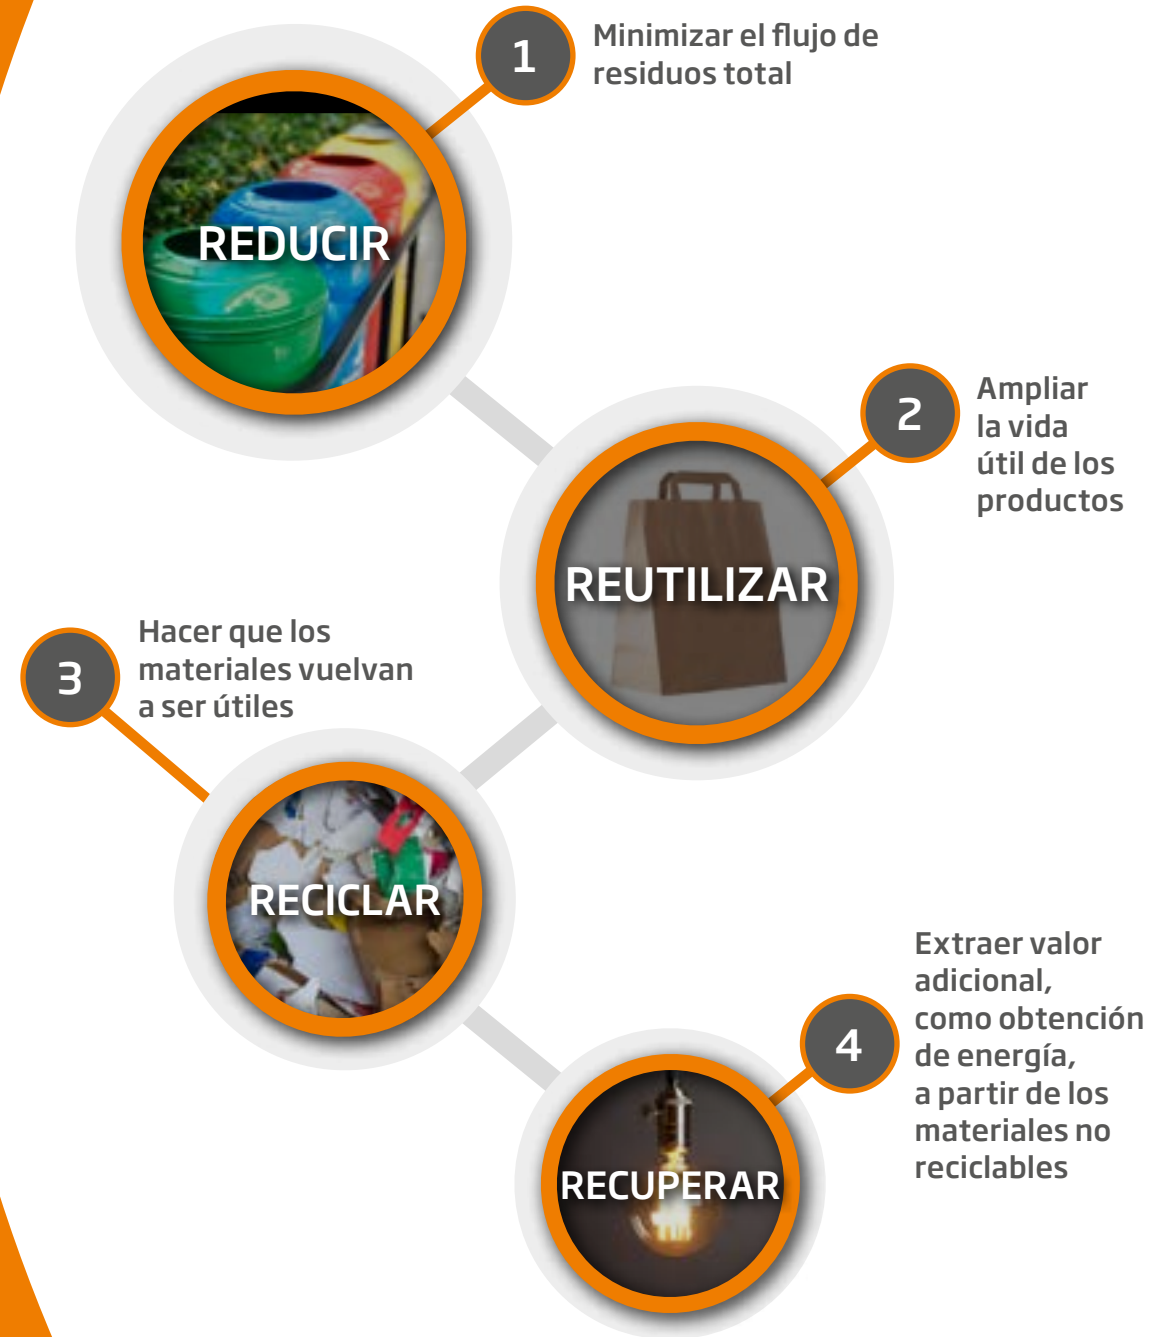 1
Minimizar el flujo de
residuos total
REDUCIR
2
Ampliar
la vida
útil de los
productos
REUTILIZAR
3
Hacer que los
materiales vuelvan
a ser útiles
RECICLAR
4
Extraer valor
adicional,
como obtención
de energía,
a partir de los
materiales no
reciclables
RECUPERAR